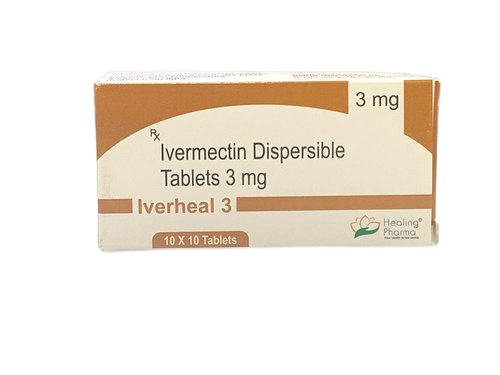 3 mg
Rx
Ivermectin Dispersible
Tablets 3 mg
Iverheal 3
10 X 10 Tablets
Healing®
Pharma